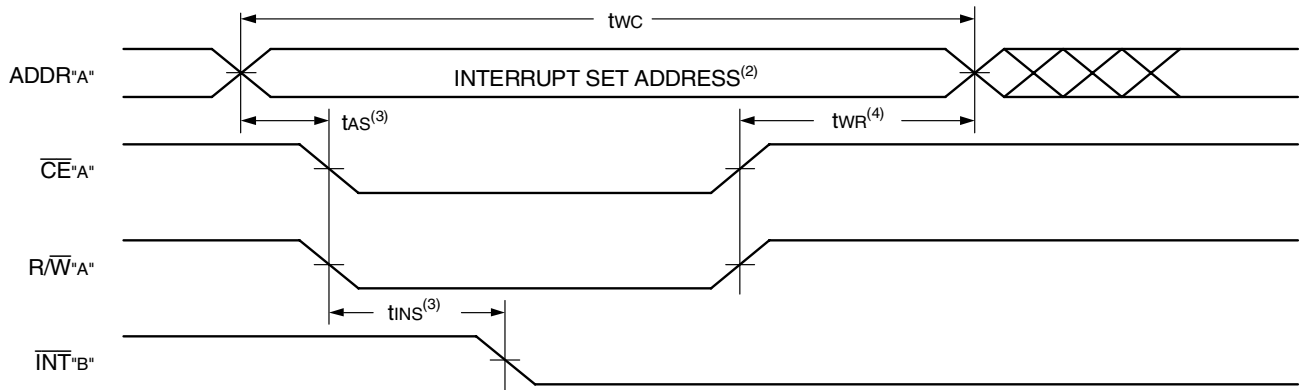 tWC
ADDR"A"
INTERRUPT SET ADDRESS(2)
tAS(3)
tWR(4)
CE"A"
R/W"A"
tINS(3)
INT"B"